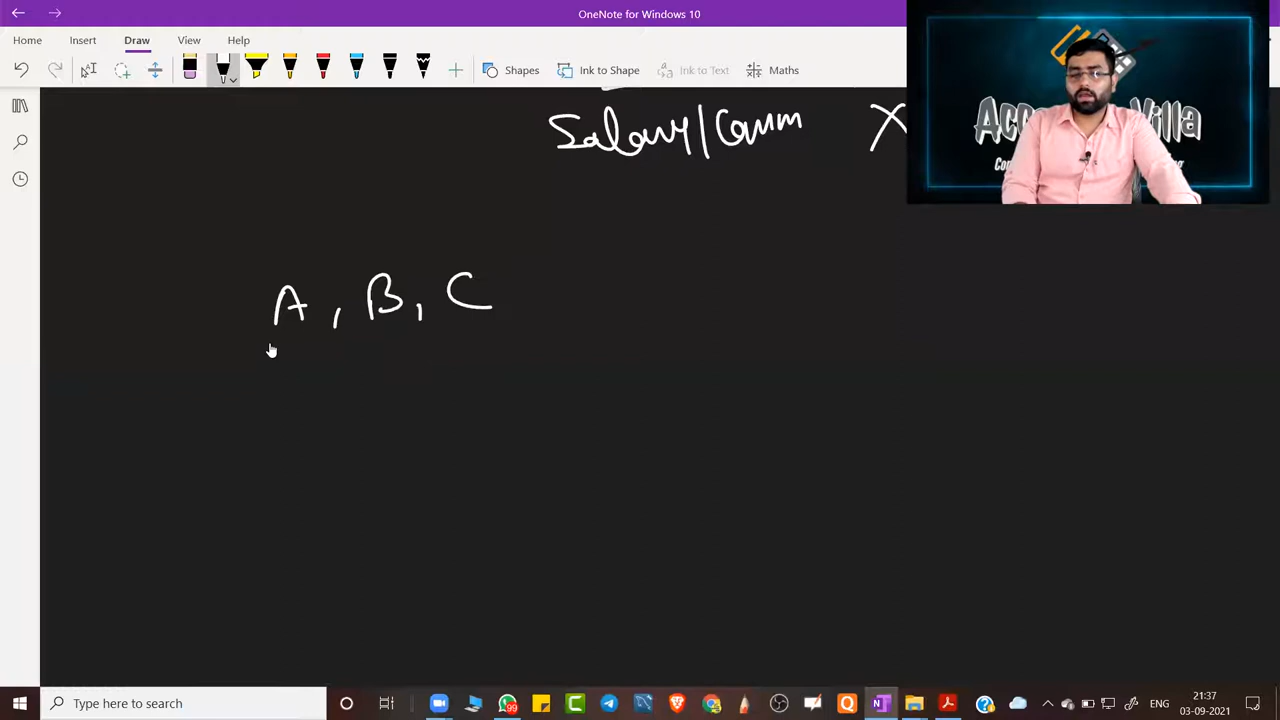 OneNote for Windows 10
Home Insert Draw View Help
Shapes Ink to Shape Ink to Text Maths
Salary/Comm X
A, B, C
Type here to search
99
ENG
21:37
03-09-2021